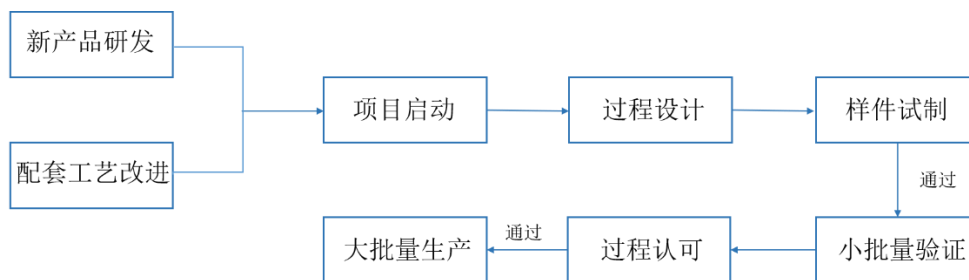 新产品研发
配套工艺改进
项目启动
过程设计
样件试制
通过
小批量验证
过程认可
通过
大批量生产